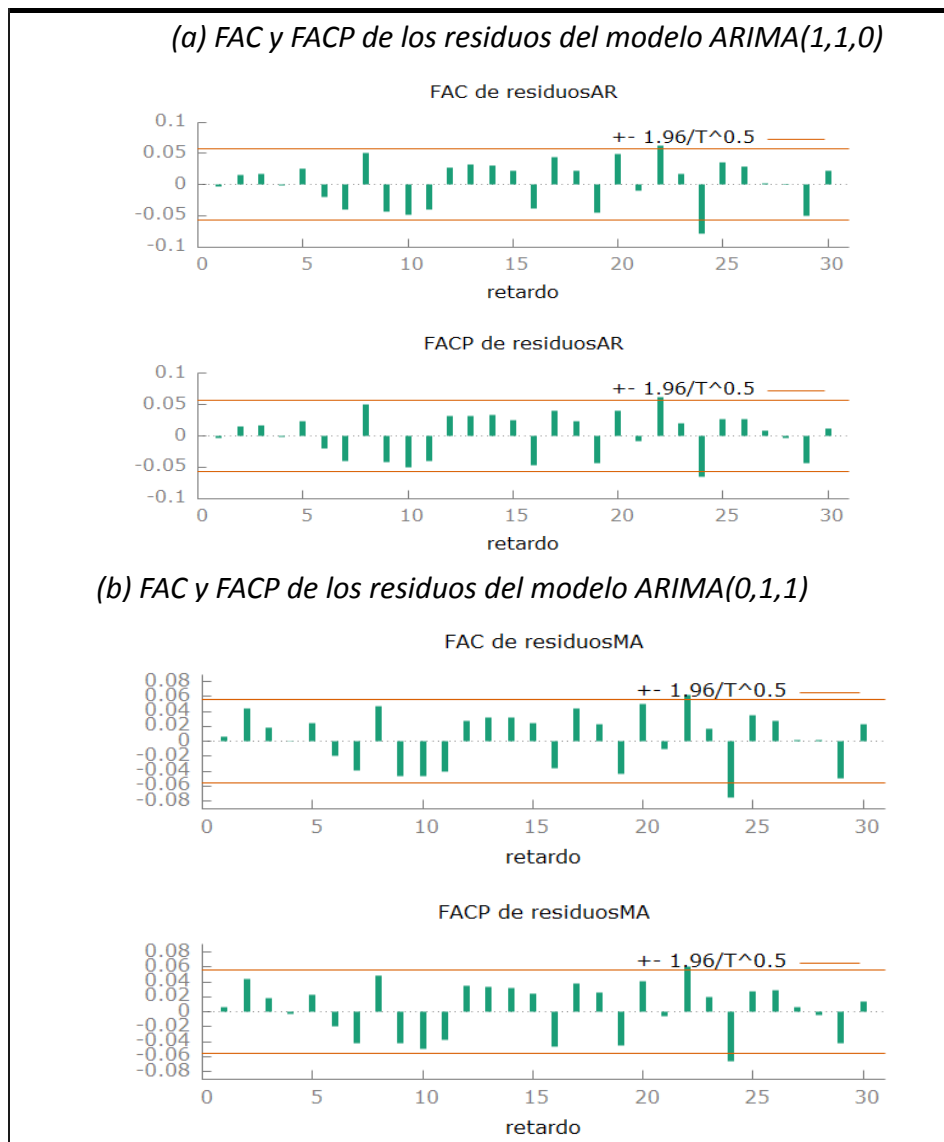 (a) FAC y FACP de los residuos del modelo ARIMA(1,1,0)
FAC de residuosAR
+- 1.96/T^0.5
0.1
0.05
0
-0.05
-0.1
0 5 10 15 20 25 30
retardo
FACP de residuosAR
+- 1.96/T^0.5
0.1
0.05
0
-0.05
-0.1
0 5 10 15 20 25 30
retardo
(b) FAC y FACP de los residuos del modelo ARIMA(0,1,1)
FAC de residuosMA
+- 1.96/T^0.5
0.08
0.06
0.04
0.02
0
-0.02
-0.04
-0.06
-0.08
0 5 10 15 20 25 30
retardo
FACP de residuosMA
+- 1.96/T^0.5
0.08
0.06
0.04
0.02
0
-0.02
-0.04
-0.06
-0.08
0 5 10 15 20 25 30
retardo